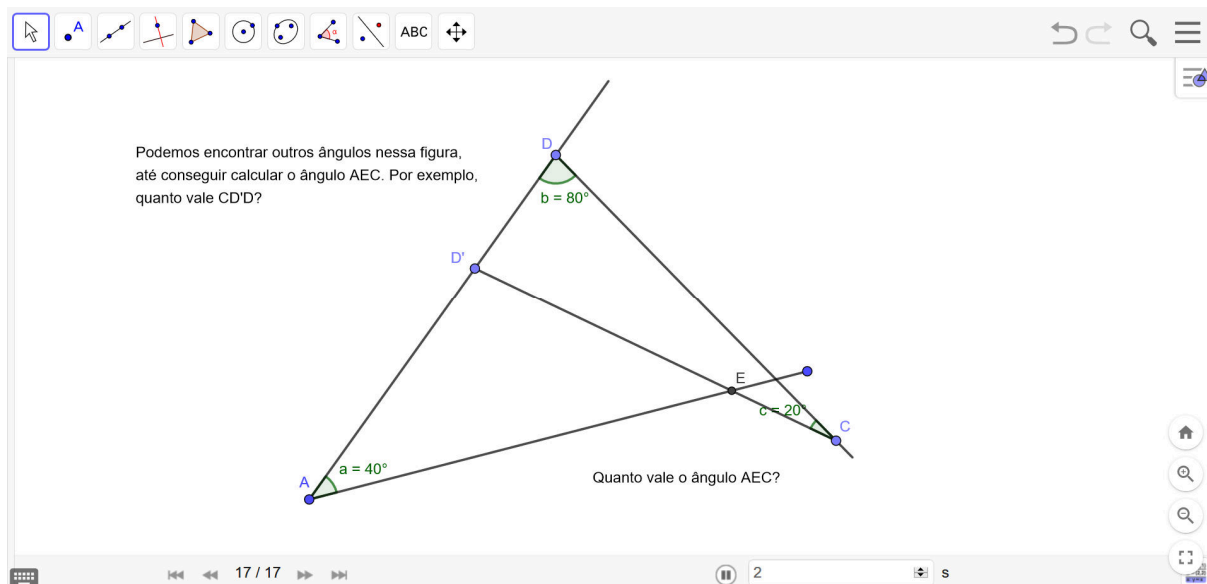 A
ABC
Podemos encontrar outros ângulos nessa figura,
até conseguir calcular o ângulo AEC. Por exemplo,
quanto vale CD'D?
D
b = 80°
D'
E
c = 20°
C
A
a = 40°
Quanto vale o ângulo AEC?
17 / 17
2
s